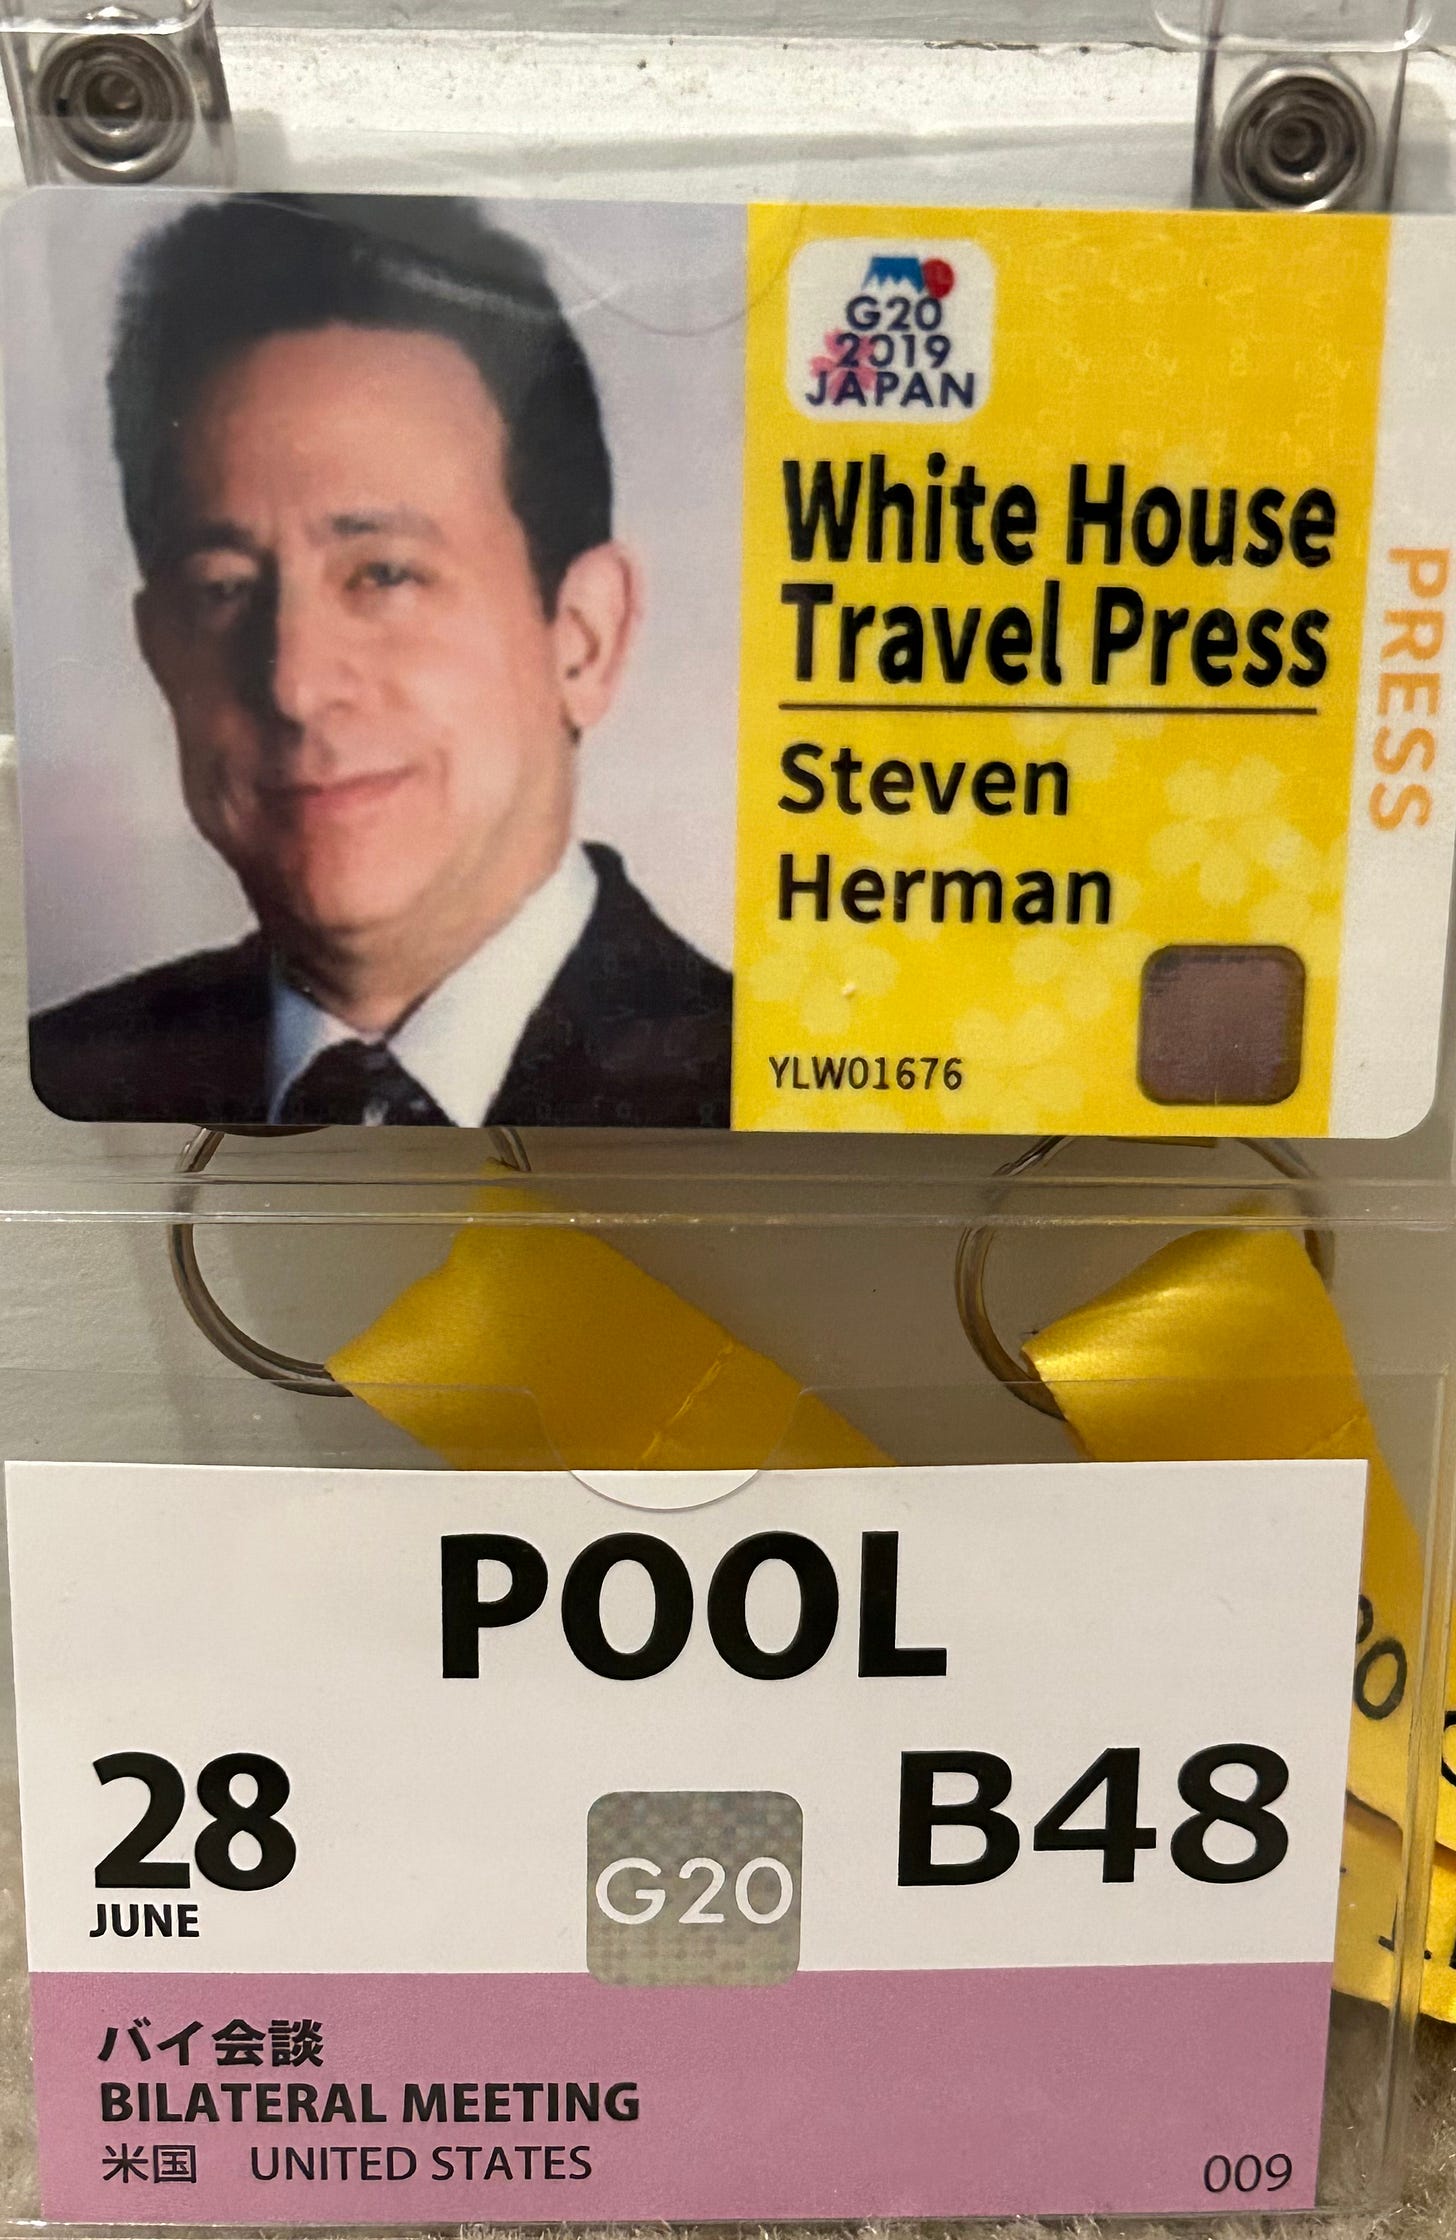 G20
2019
JAPAN
White House
Travel Press
PRESS
Steven
Herman
YLW01676
POOL
28
JUNE
G20
B48
バイ会談
BILATERAL MEETING
米国 UNITED STATES
009